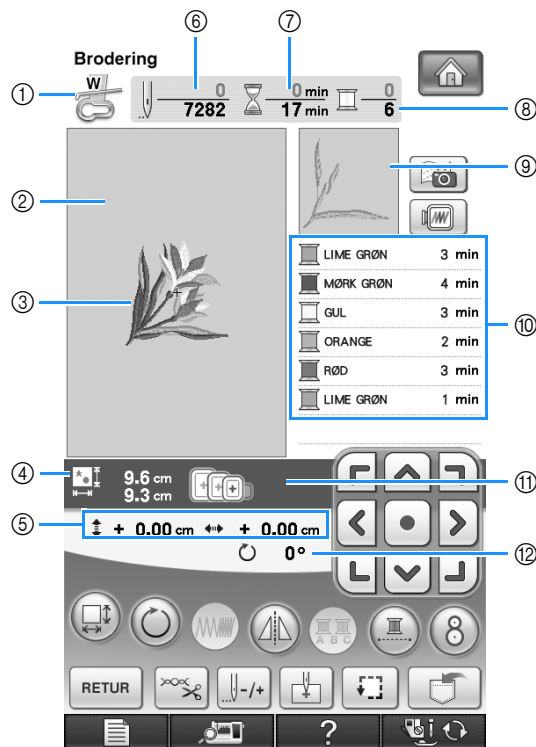 Brodering
⑥ ⑦
① W 0 0 min 0
7282 17 min 6 ⑧
② ⑨
LIME GRØN 3 min
MØRK GRØN 4 min
③ GUL 3 min ⑩
ORANGE 2 min
RØD 3 min
LIME GRØN 1 min
④ 9.6 cm ⑪
9.3 cm
⑤ + 0.00 cm + 0.00 cm
0° ⑫
A B C 8
RETUR -/+
?